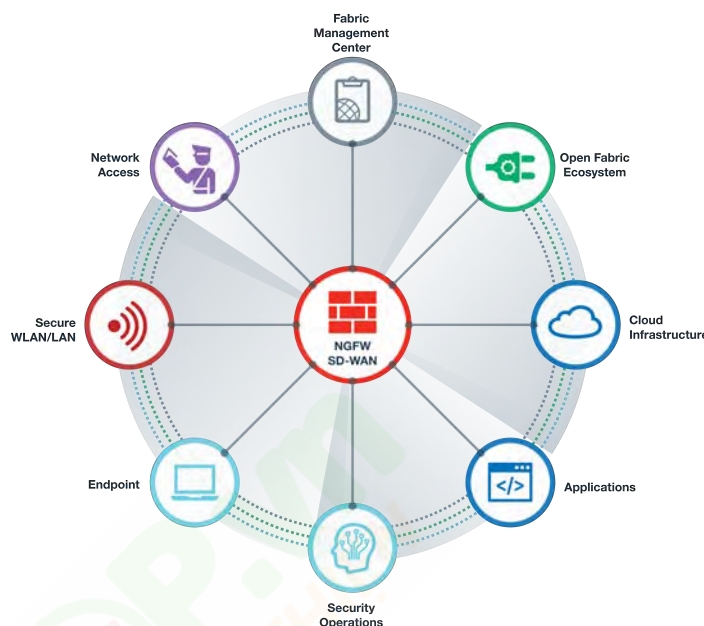 Fabric
Management
Center
Network
Access
Open Fabric
Ecosystem
Secure
WLAN/LAN
NGFW
SD-WAN
Cloud
Infrastructure
Endpoint
</>
Applications
Security
Operations